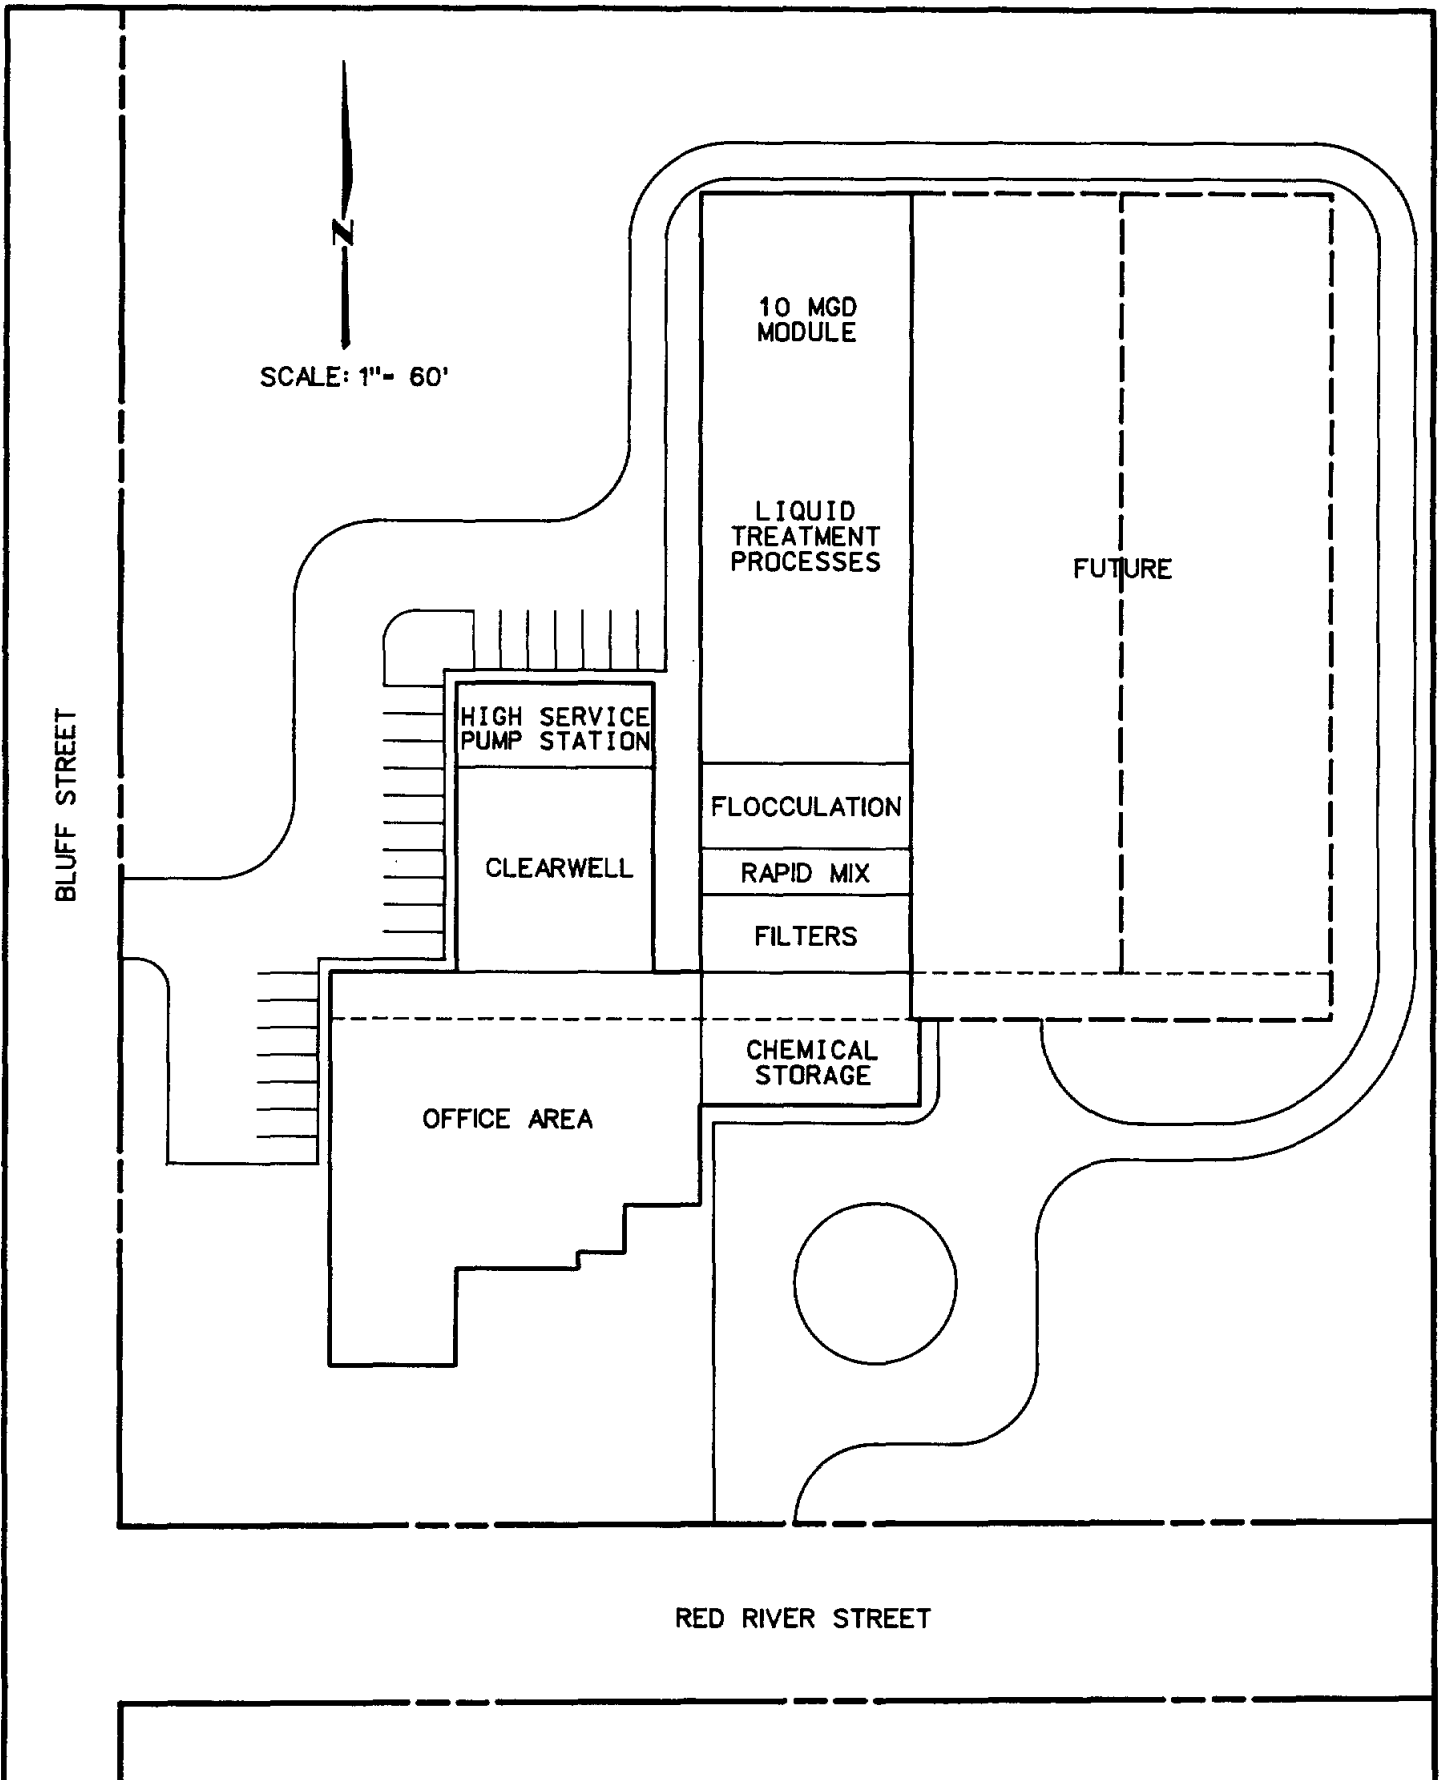 N
SCALE: 1"- 60'
10 MGD
MODULE
LIQUID
TREATMENT
PROCESSES
FUTURE
HIGH SERVICE
PUMP STATION
BLUFF STREET
FLOCCULATION
CLEARWELL
RAPID MIX
FILTERS
CHEMICAL
STORAGE
OFFICE AREA
RED RIVER STREET